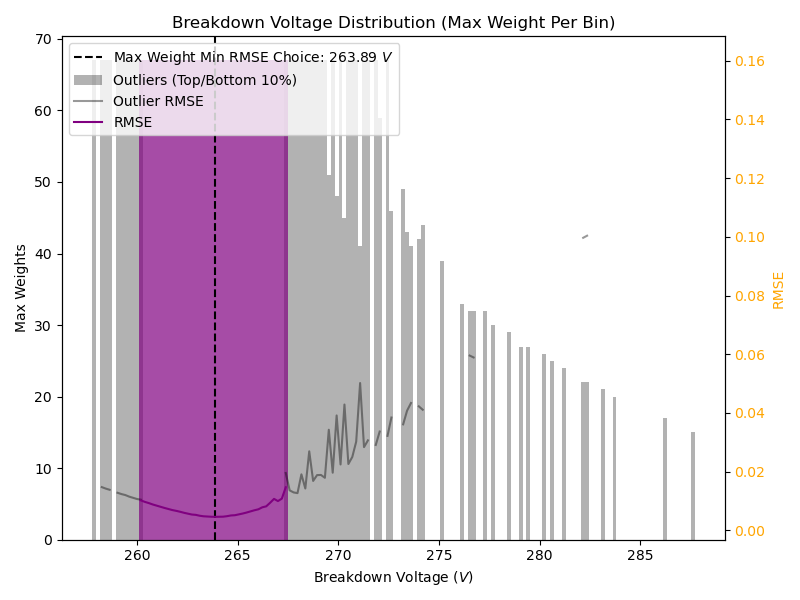 Breakdown Voltage Distribution (Max Weight Per Bin)
Max Weight Min RMSE Choice: 263.89 V
Outliers (Top/Bottom 10%)
Outlier RMSE
RMSE
70
60
50
40
30
20
10
0
Max Weights
0.16
0.14
0.12
0.10
0.08
0.06
0.04
0.02
0.00
RMSE
260 265 270 275 280 285
Breakdown Voltage (V)